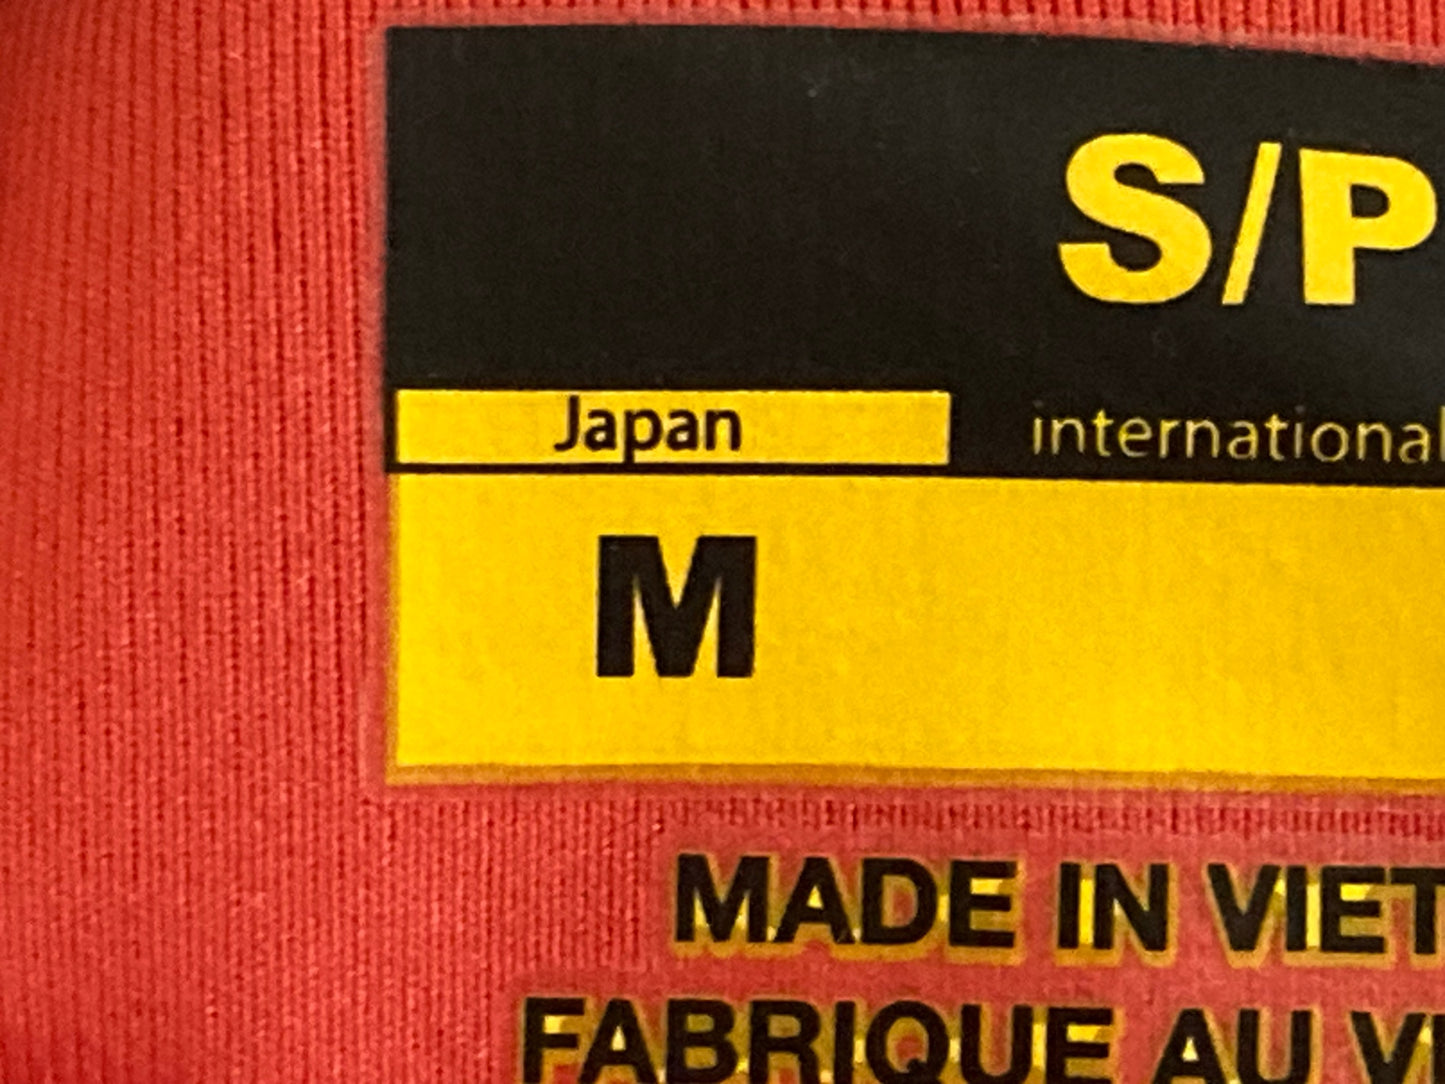 S/P
Japan international
M
MADE IN VIET
FABRIQUE AU VI